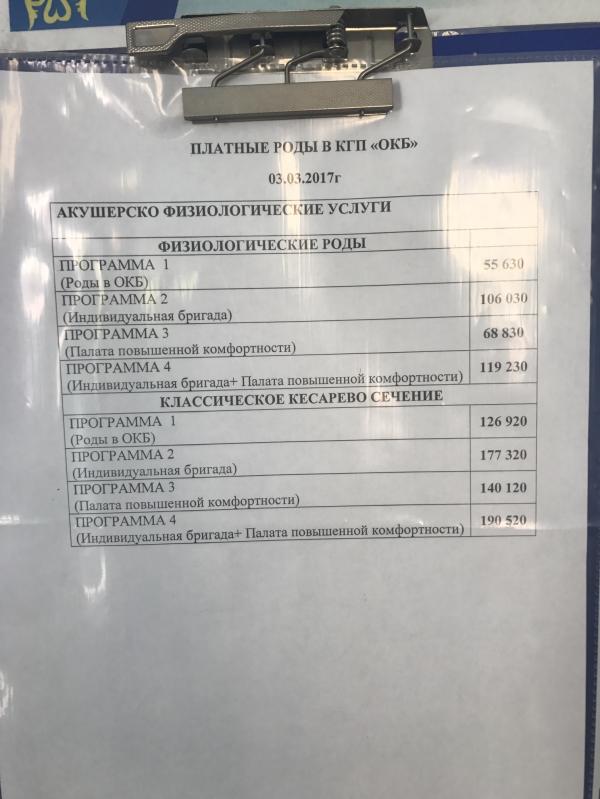 ПЛАТНЫЕ РОДЫ В КГП «ОКБ»
03.03.2017г
АКУШЕРСКО ФИЗИОЛОГИЧЕСКИЕ УСЛУГИ
ФИЗИОЛОГИЧЕСКИЕ РОДЫ
ПРОГРАММА 1 55 630
(Роды в ОКБ)
ПРОГРАММА 2 106 030
(Индивидуальная бригада)
ПРОГРАММА 3 68 830
(Палата повышенной комфортности)
ПРОГРАММА 4 119 230
(Индивидуальная бригада+ Палата повышенной комфортности)
КЛАССИЧЕСКОЕ КЕСАРЕВО СЕЧЕНИЕ
ПРОГРАММА 1 126 920
(Роды в ОКБ)
ПРОГРАММА 2 177 320
(Индивидуальная бригада)
ПРОГРАММА 3 140 120
(Палата повышенной комфортности)
ПРОГРАММА 4 190 520
(Индивидуальная бригада+ Палата повышенной комфортности)